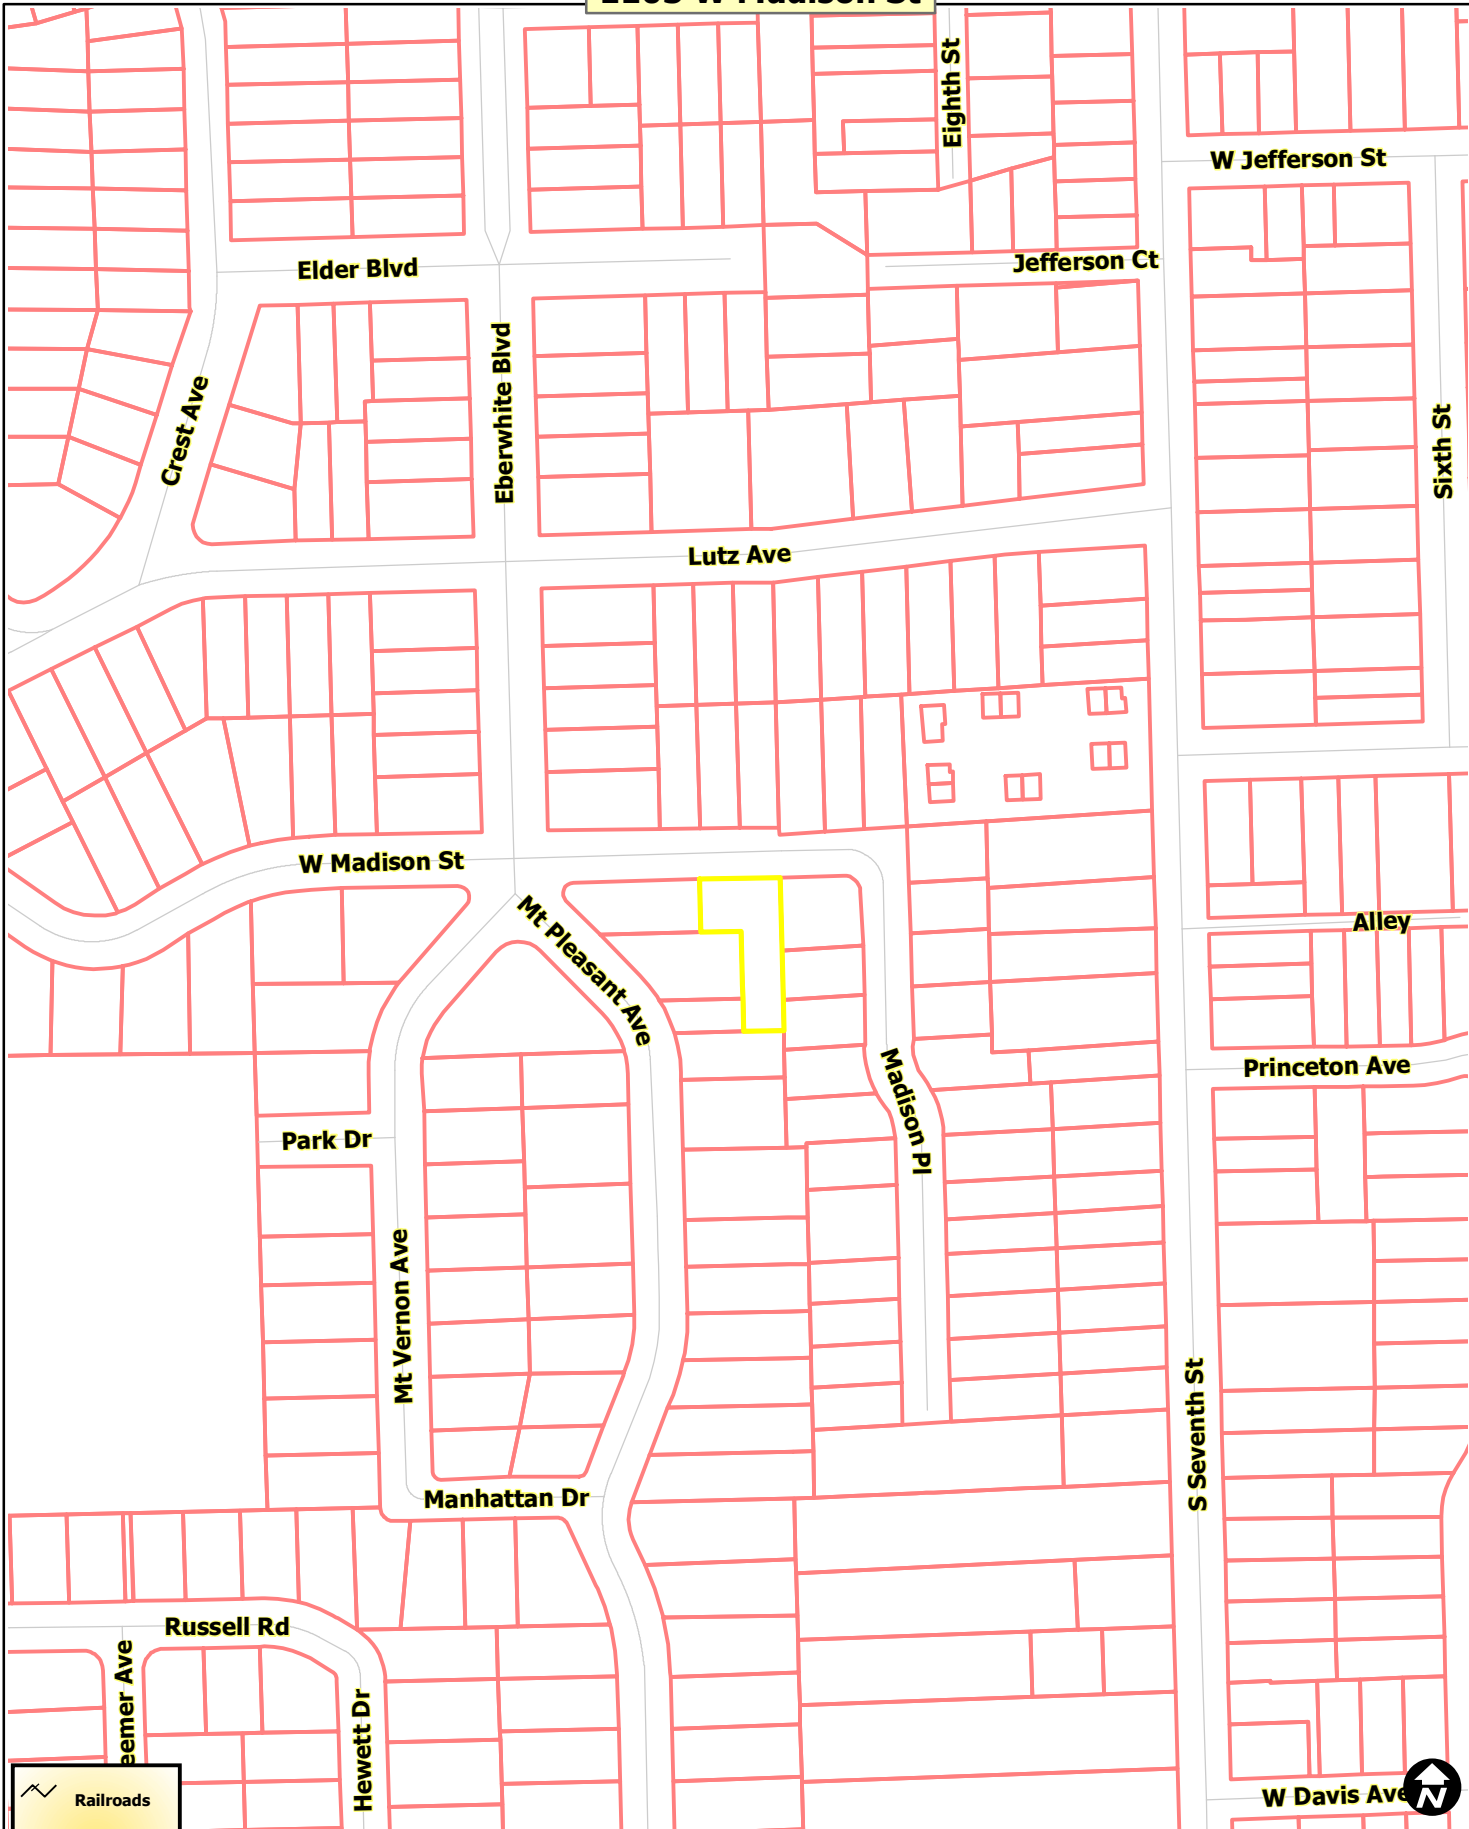 W Madison St
Eighth St
W Jefferson St
Jefferson Ct
Elder Blvd
Eberwhite Blvd
Crest Ave
Sixth St
Lutz Ave
W Madison St
Mt Pleasant Ave
Alley
Princeton Ave
Madison Pl
Park Dr
Mt Vernon Ave
S Seventh St
Manhattan Dr
Russell Rd
eemer Ave
Hewett Dr
Railroads
W Davis Ave
N